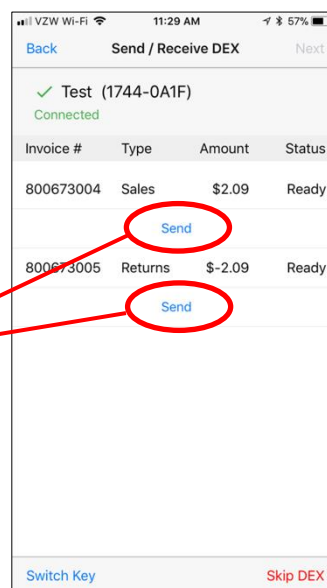 VZW Wi-Fi 11:29 AM 57%
Back Send / Receive DEX Next
Test (1744-0A1F)
Connected
Invoice # Type Amount Status
800673004 Sales $2.09 Ready
Send
800673005 Returns $-2.09 Ready
Send
Switch Key Skip DEX